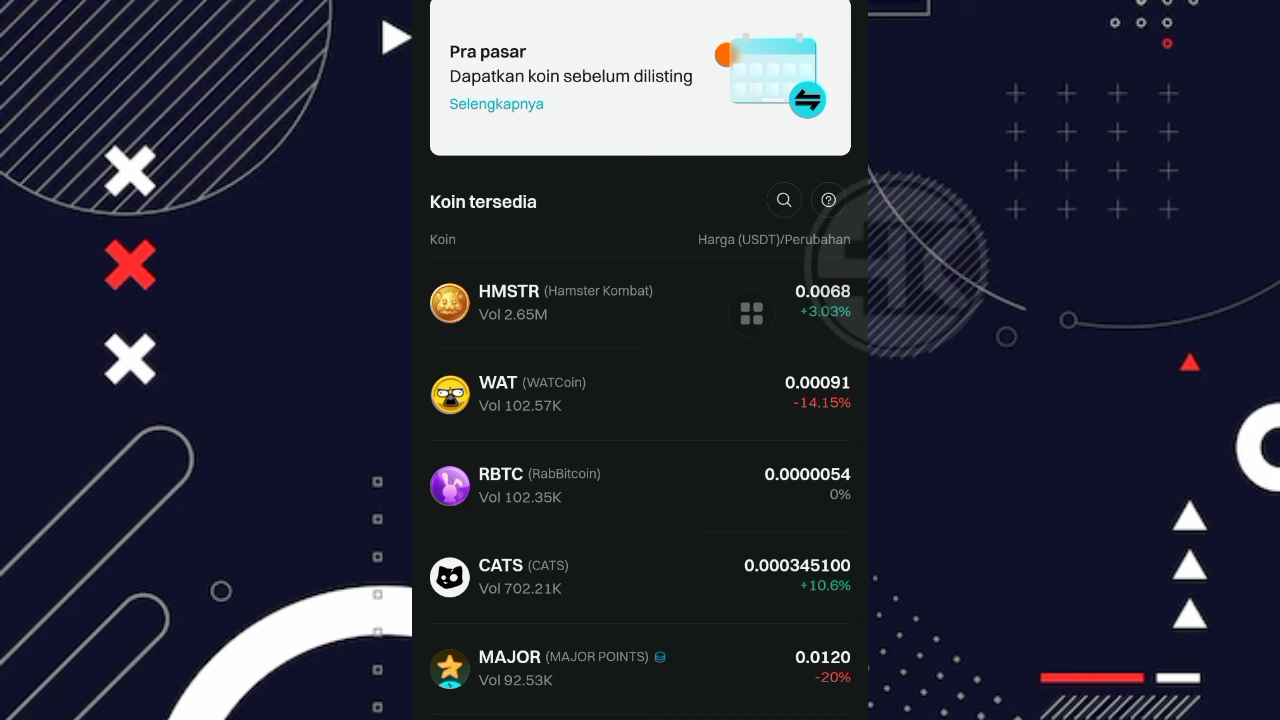 Pra pasar
Dapatkan koin sebelum dilisting
Selengkapnya
Koin tersedia
Koin Harga (USDT)/Perubahan
HMSTR (Hamster Kombat) 0.0068
Vol 2.65M +3.03%
WAT (WATCoin) 0.00091
Vol 102.57K -14.15%
RBTC (RabBitcoin) 0.0000054
Vol 102.35K 0%
CATS (CATS) 0.000345100
Vol 702.21K +10.6%
MAJOR (MAJOR POINTS) 0.0120
Vol 92.53K -20%